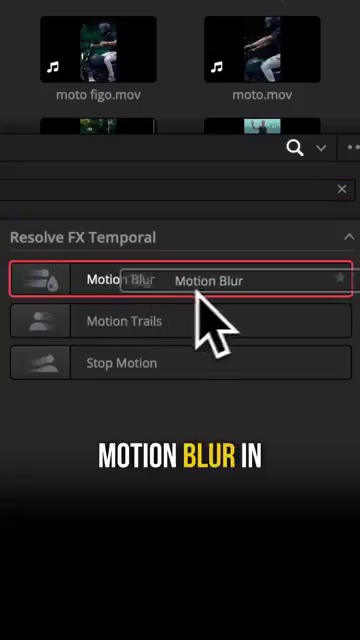 moto figo.mov
moto.mov
Resolve FX Temporal
Motion Blur
Motion Blur
Motion Trails
Stop Motion
MOTION BLUR IN